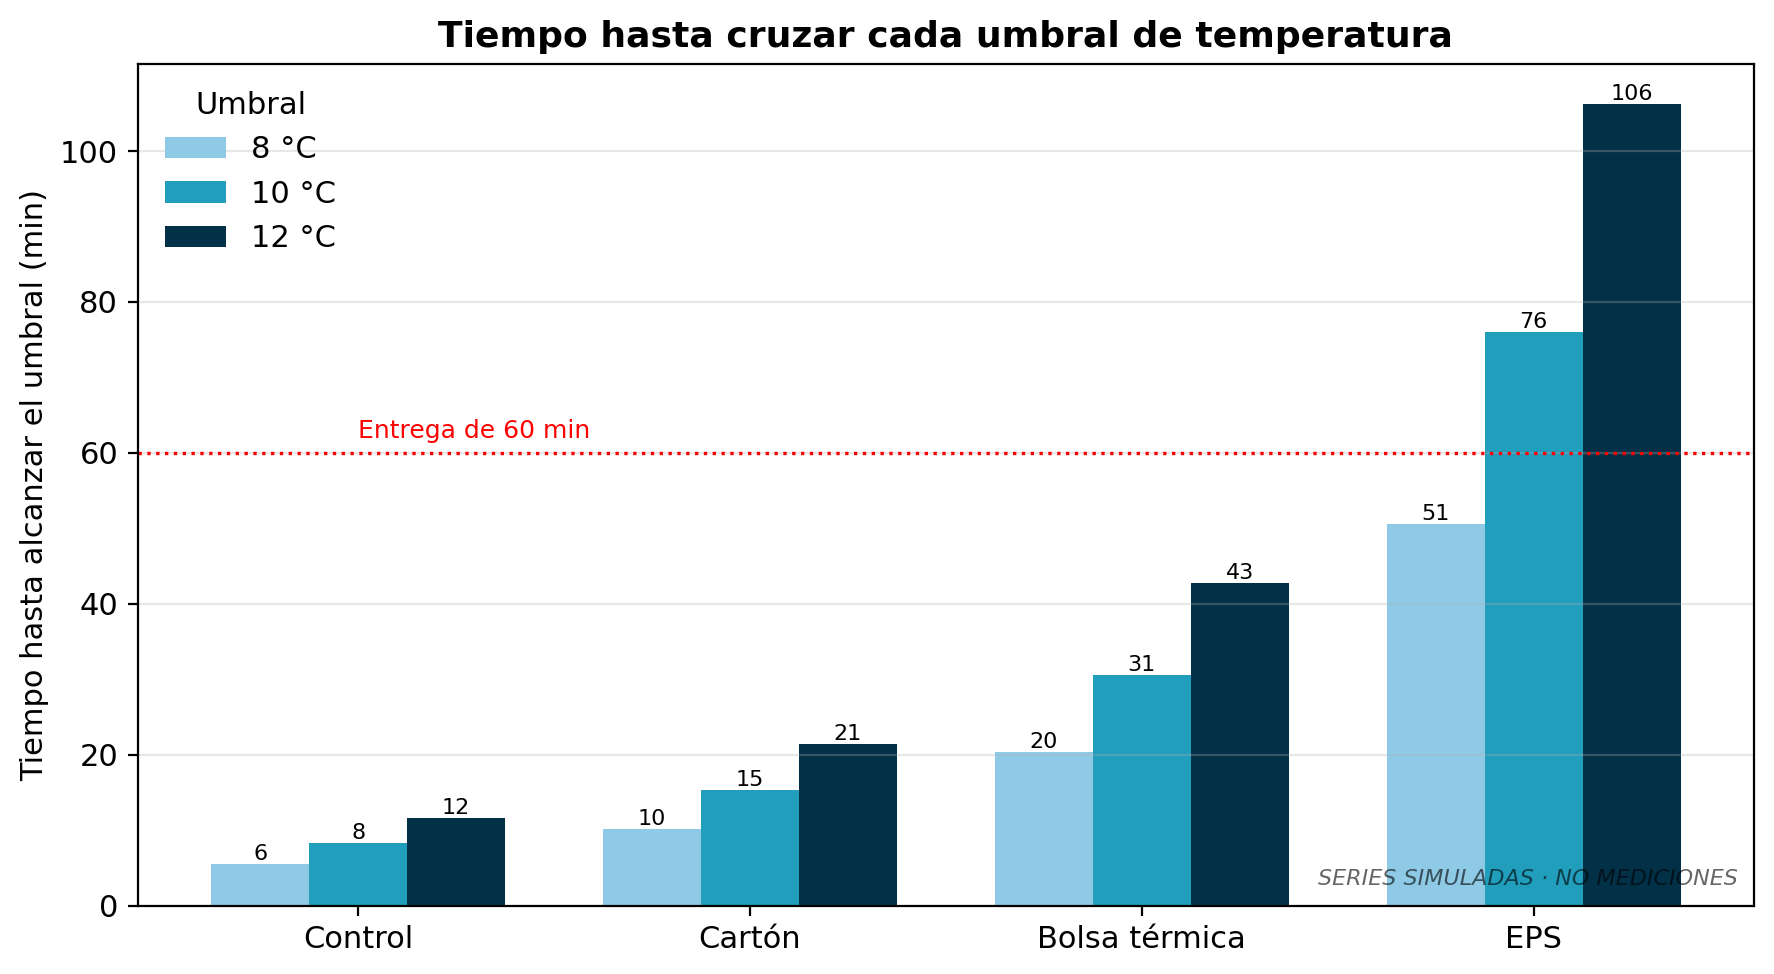 Tiempo hasta cruzar cada umbral de temperatura
Tiempo hasta alcanzar el umbral (min)
Umbral
8 °C
10 °C
12 °C
100
80
60
40
20
0
Entrega de 60 min
6
8
12
10
15
21
20
31
43
51
76
106
SERIES SIMULADAS · NO MEDICIONES
Control
Cartón
Bolsa térmica
EPS